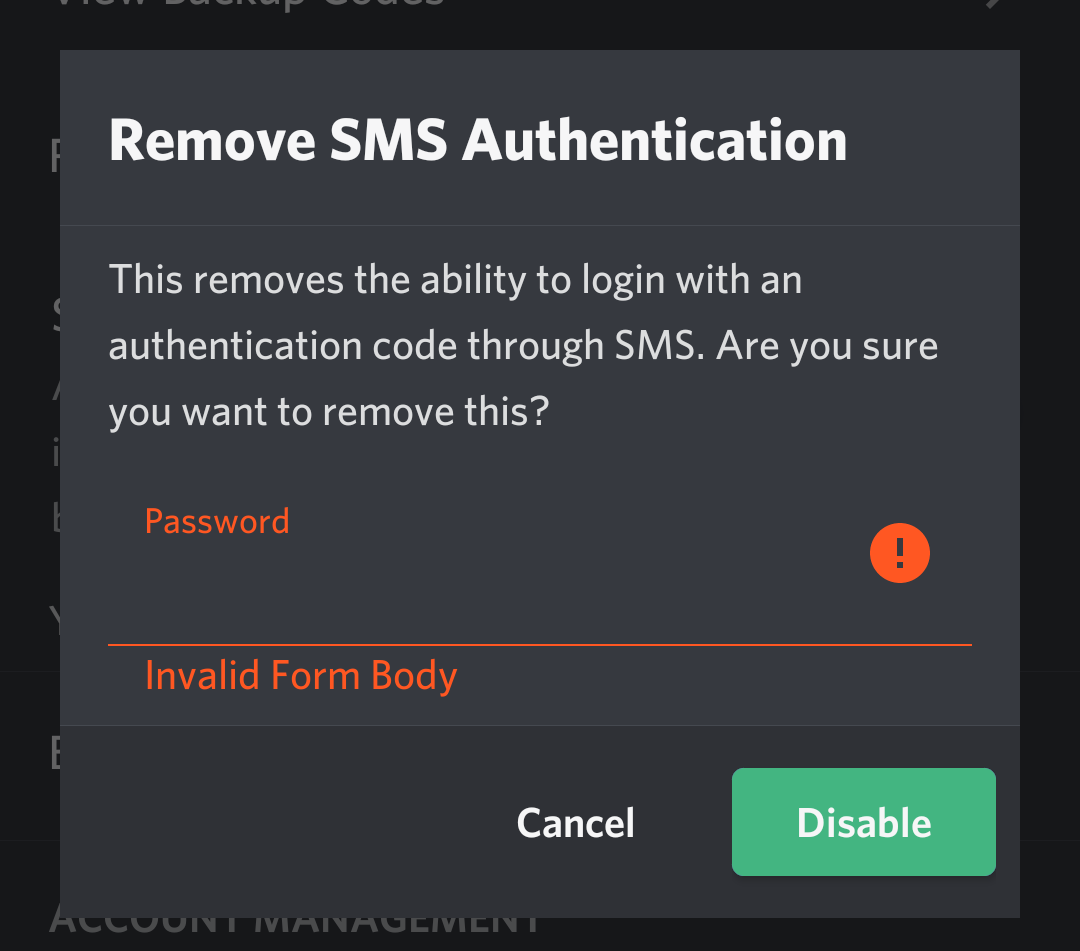 View Backup Codes
Remove SMS Authentication
This removes the ability to login with an
authentication code through SMS. Are you sure
you want to remove this?
Password
Invalid Form Body
Cancel
Disable
ACCOUNT MANAGEMENT